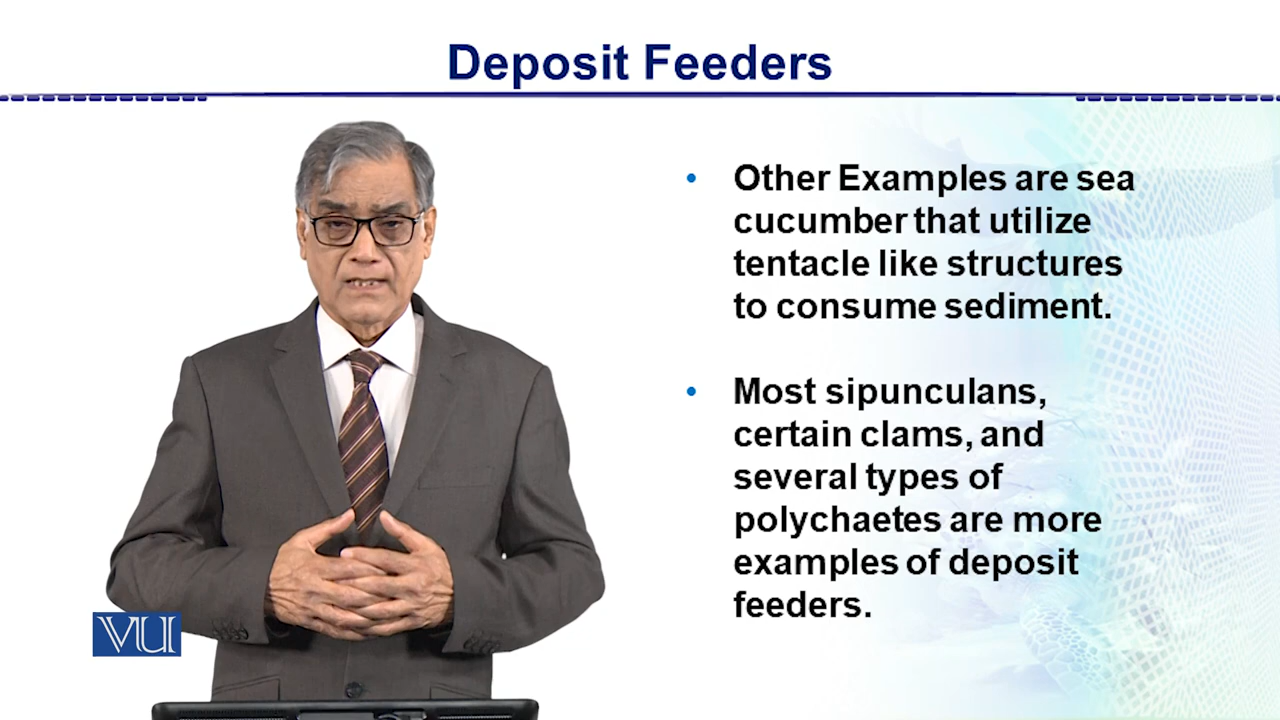 Deposit Feeders
• Other Examples are sea
cucumber that utilize
tentacle like structures
to consume sediment.
• Most sipunculans,
certain clams, and
several types of
polychaetes are more
examples of deposit
feeders.
VU